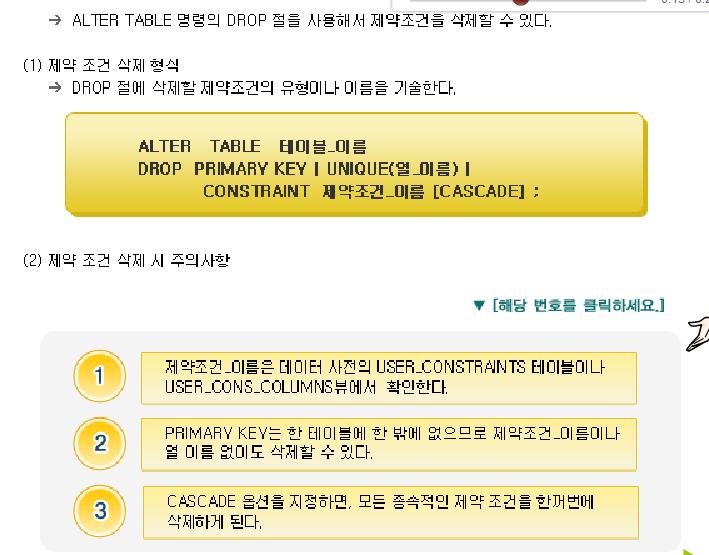 → ALTER TABLE 명령의 DROP 절을 사용해서 제약조건을 삭제할 수 있다.
(1) 제약 조건 삭제 형식
→ DROP 절에 삭제할 제약조건의 유형이나 이름을 기술한다.
ALTER TABLE 테이블_이름
DROP PRIMARY KEY | UNIQUE(열_이름) |
CONSTRAINT 제약조건_이름 [CASCADE] ;
(2) 제약 조건 삭제 시 주의사항
▼ [해당 번호를 클릭하세요.]
1 제약조건_이름은 데이터 사전의 USER_CONSTRAINTS 테이블이나
USER_CONS_COLUMNS뷰에서 확인한다.
2 PRIMARY KEY는 한 테이블에 한 밖에 없으므로 제약조건_이름이나
열 이름 없이도 삭제할 수 있다.
3 CASCADE 옵션을 지정하면, 모든 종속적인 제약 조건을 한꺼번에
삭제하게 된다.